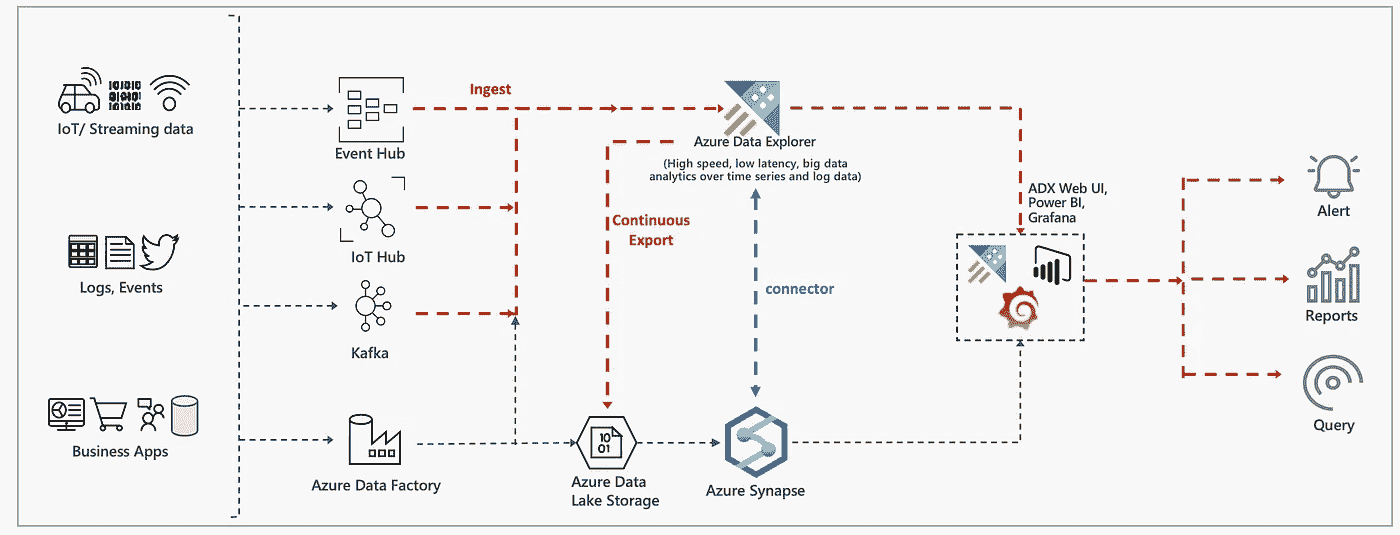 IoT/ Streaming data
Logs, Events
Business Apps
Event Hub
IoT Hub
Kafka
Azure Data Factory
Ingest
Continuous
Export
Azure Data Explorer
(High speed, low latency, big data
analytics over time series and log data)
connector
10
01
Azure Data
Lake Storage
Azure Synapse
ADX Web UI,
Power BI,
Grafana
Alert
Reports
Query